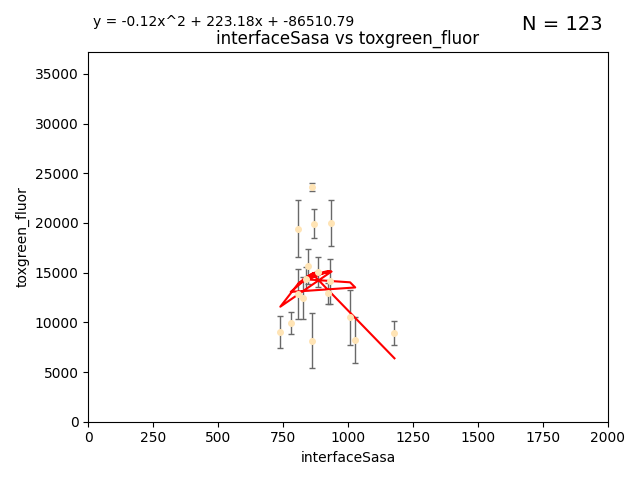 y = -0.12x^2 + 223.18x + -86510.79
N = 123
interfaceSasa vs toxgreen_fluor
35000
30000
25000
20000
15000
10000
5000
0
toxgreen_fluor
0 250 500 750 1000 1250 1500 1750 2000
interfaceSasa